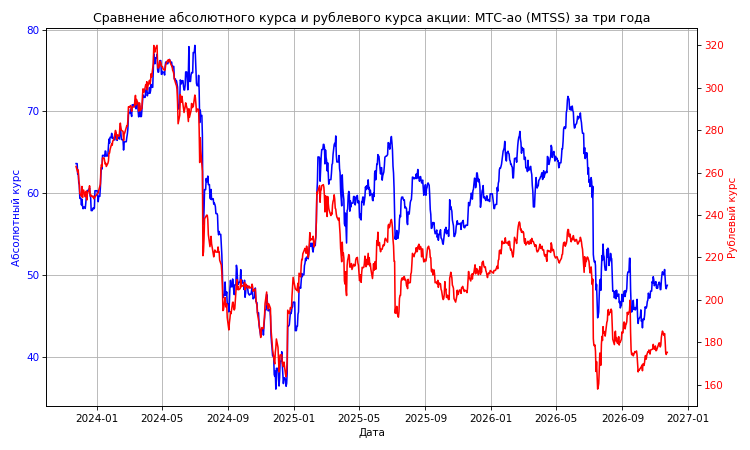 Сравнение абсолютного курса и рублевого курса акции: МТС-ао (MTSS) за три года
80
70
60
50
40
Абсолютный курс
320
300
280
260
240
220
200
180
160
Рублевый курс
2024-01 2024-05 2024-09 2025-01 2025-05 2025-09 2026-01 2026-05 2026-09 2027-01
Дата